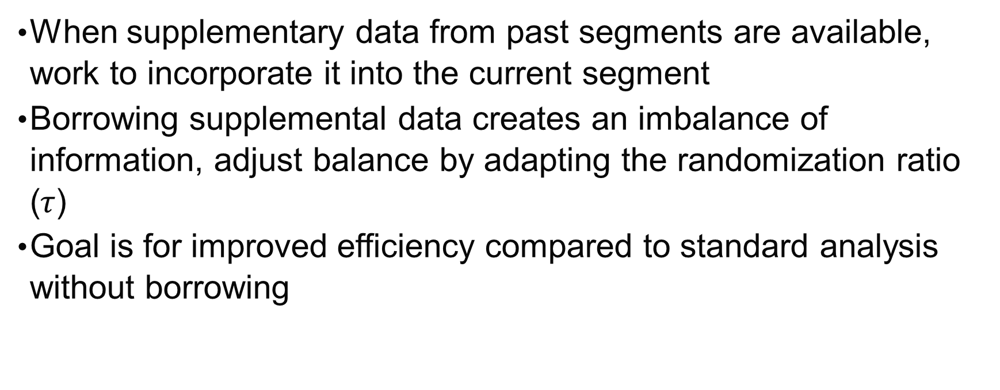 •When supplementary data from past segments are available,
work to incorporate it into the current segment
•Borrowing supplemental data creates an imbalance of
information, adjust balance by adapting the randomization ratio
(𝜏)
•Goal is for improved efficiency compared to standard analysis
without borrowing